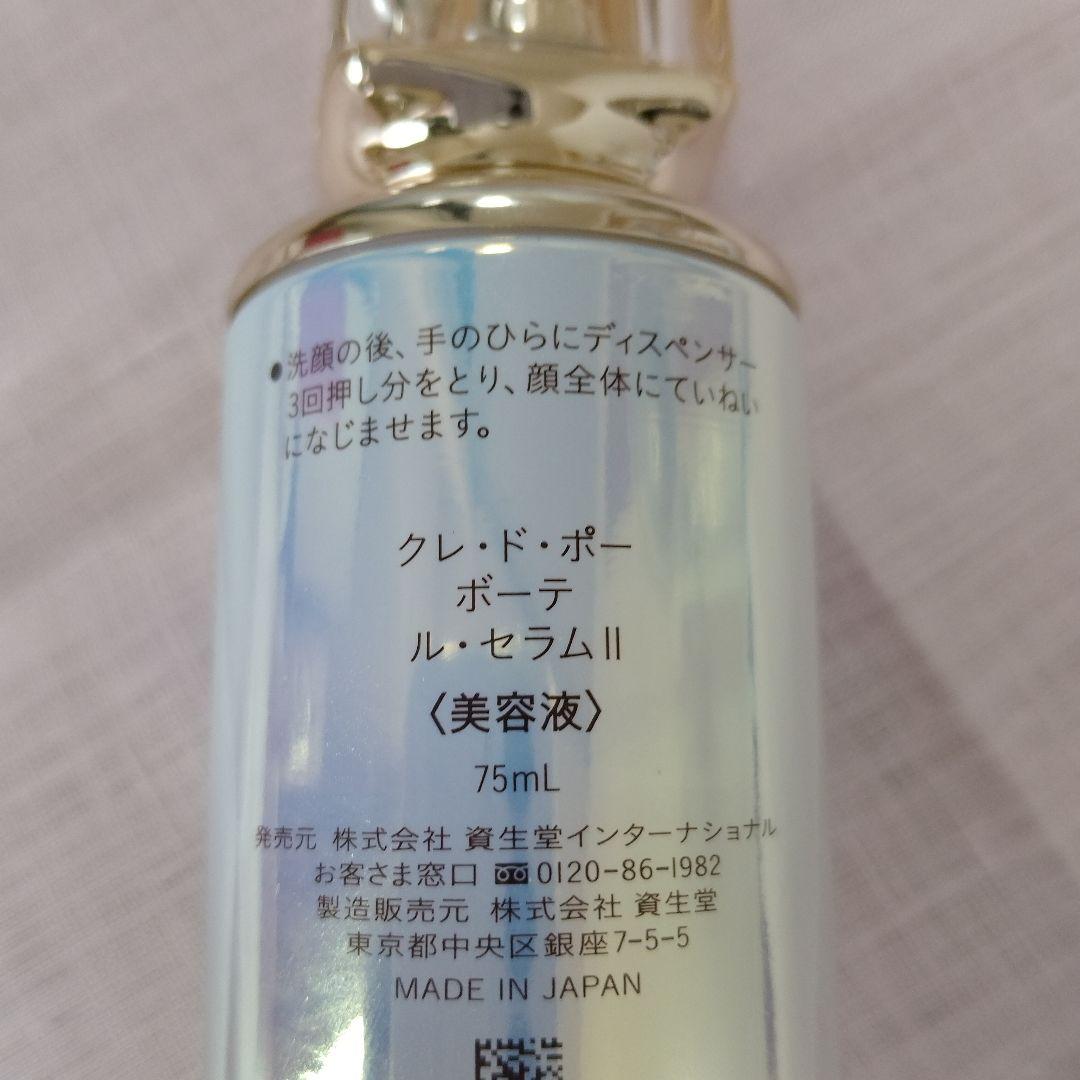 ●洗顔の後、手のひらにディスペンサー
3回押し分をとり、顔全体にていねい
になじませます。
クレ・ド・ポー
ボーテ
ル・セラムⅡ
〈美容液〉
75mL
発売元 株式会社 資生堂インターナショナル
お客さま窓口 0120-86-1982
製造販売元 株式会社 資生堂
東京都中央区銀座7-5-5
MADE IN JAPAN